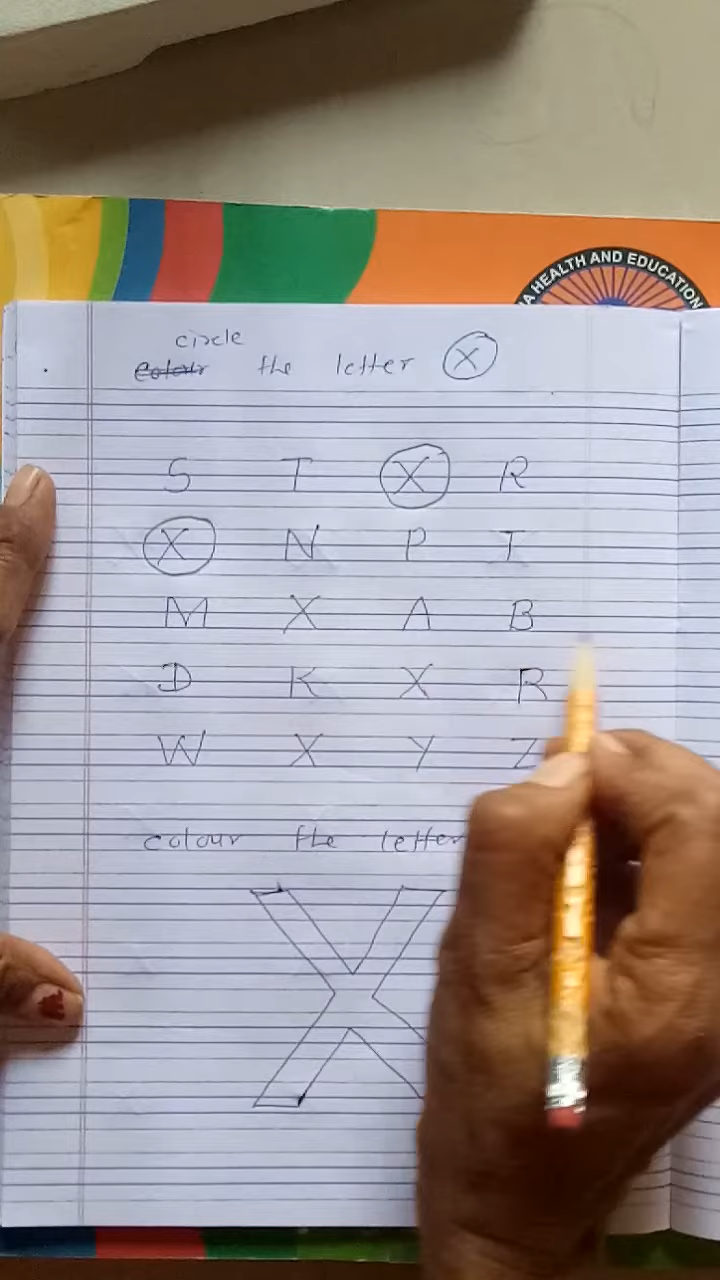 A HEALTH AND EDUCATION
circle
colour the letter X
S T X R
X N P I
M X A B
D K X R
W X Y Z
colour the letter
X